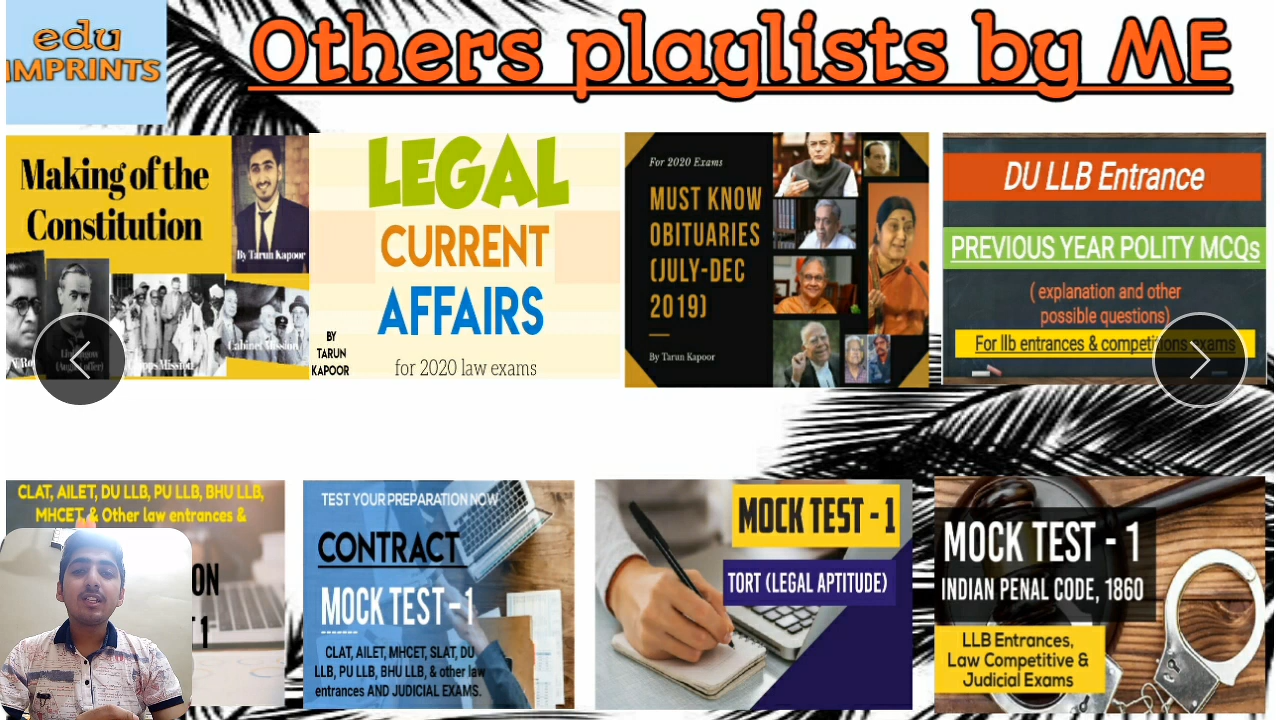 edu
IMPRINTS
Others playlists by ME
Making of the
Constitution
By Tarun Kapoor
Cabinet Mission
LEGAL
CURRENT
AFFAIRS
BY
TARUN
KAPOOR
for 2020 law exams
For 2020 Exams
MUST KNOW
OBITUARIES
(JULY-DEC
2019)
By Tarun Kapoor
DU LLB Entrance
PREVIOUS YEAR POLITY MCQs
( explanation and other
possible questions)
For llb entrances & competitions exams
CLAT, AILET, DU LLB, PU LLB, BHU LLB,
MHCET, & Other law entrances &
ON
1
TEST YOUR PREPARATION NOW
CONTRACT
MOCK TEST - 1
CLAT, AILET, MHCET, SLAT, DU
LLB, PU LLB, BHU LLB, & other law
entrances AND JUDICIAL EXAMS.
MOCK TEST - 1
TORT (LEGAL APTITUDE)
MOCK TEST - 1
INDIAN PENAL CODE, 1860
LLB Entrances,
Law Competitive &
Judicial Exams